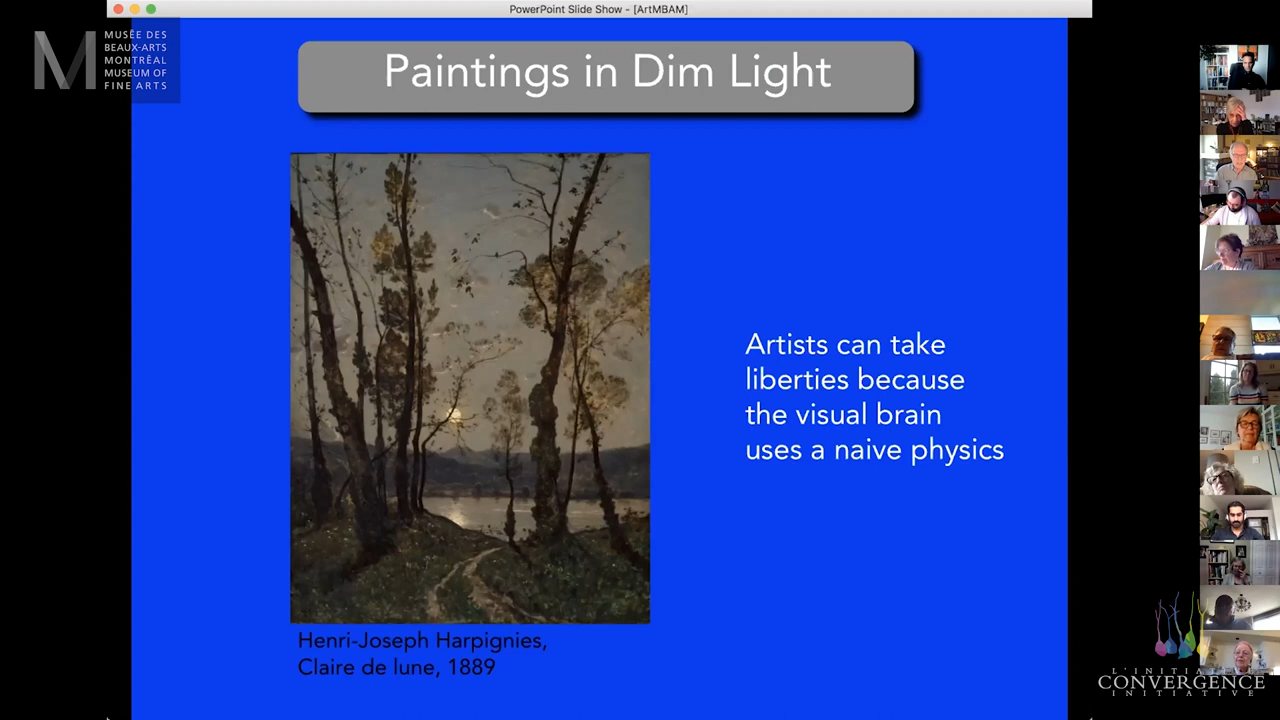 PowerPoint Slide Show - [ArtMBAM]
M
MUSÉE DES
BEAUX-ARTS
MONTRÉAL
MUSEUM OF
FINE ARTS
Paintings in Dim Light
Artists can take
liberties because
the visual brain
uses a naive physics
Henri-Joseph Harpignies,
Claire de lune, 1889
L'INITIATIVE
CONVERGENCE
INITIATIVE